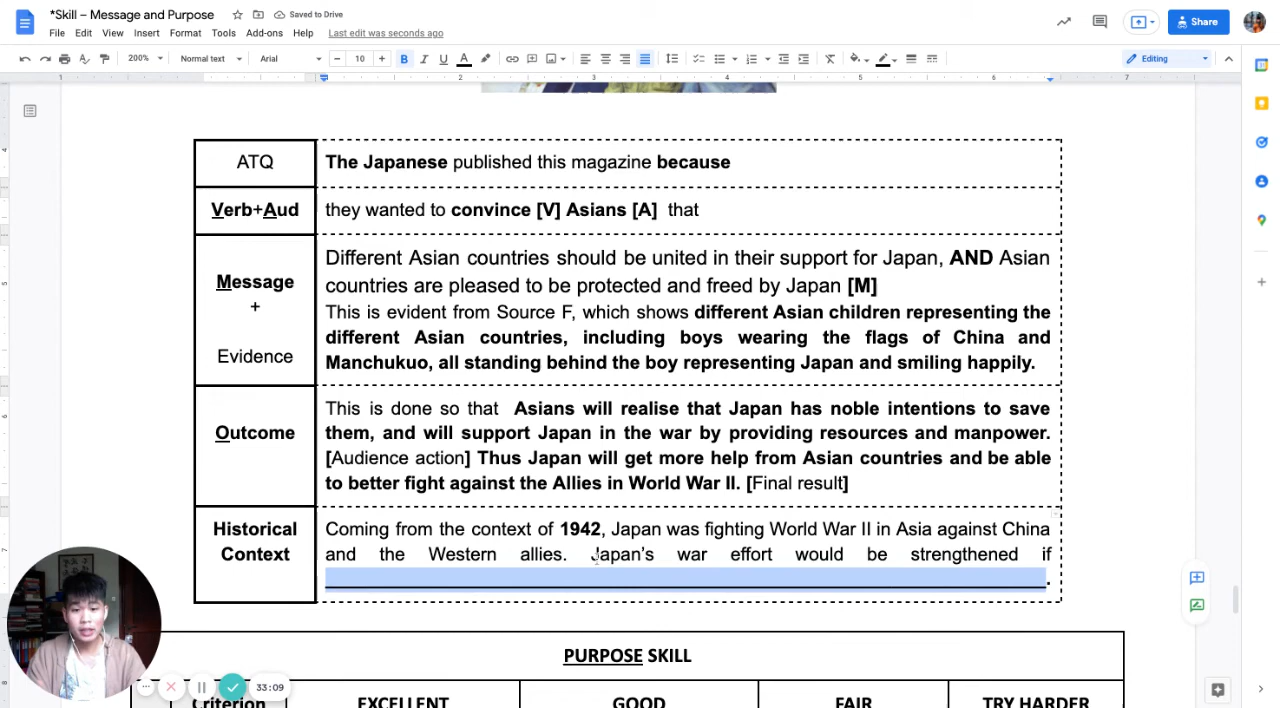 *Skill – Message and Purpose
Saved to Drive
File Edit View Insert Format Tools Add-ons Help Last edit was seconds ago
Share
200% Normal text Arial 10 B I U A Editing
1 2 3 4 5 6 7
ATQ
The Japanese published this magazine because
Verb+Aud
they wanted to convince [V] Asians [A] that
Message
+
Evidence
Different Asian countries should be united in their support for Japan, AND Asian
countries are pleased to be protected and freed by Japan [M]
This is evident from Source F, which shows different Asian children representing the
different Asian countries, including boys wearing the flags of China and
Manchukuo, all standing behind the boy representing Japan and smiling happily.
Outcome
This is done so that Asians will realise that Japan has noble intentions to save
them, and will support Japan in the war by providing resources and manpower.
[Audience action] Thus Japan will get more help from Asian countries and be able
to better fight against the Allies in World War II. [Final result]
Historical
Context
Coming from the context of 1942, Japan was fighting World War II in Asia against China
and the Western allies. Japan's war effort would be strengthened if
.
PURPOSE SKILL
Criterion EXCELLENT GOOD FAIR TRY HARDER
33:09